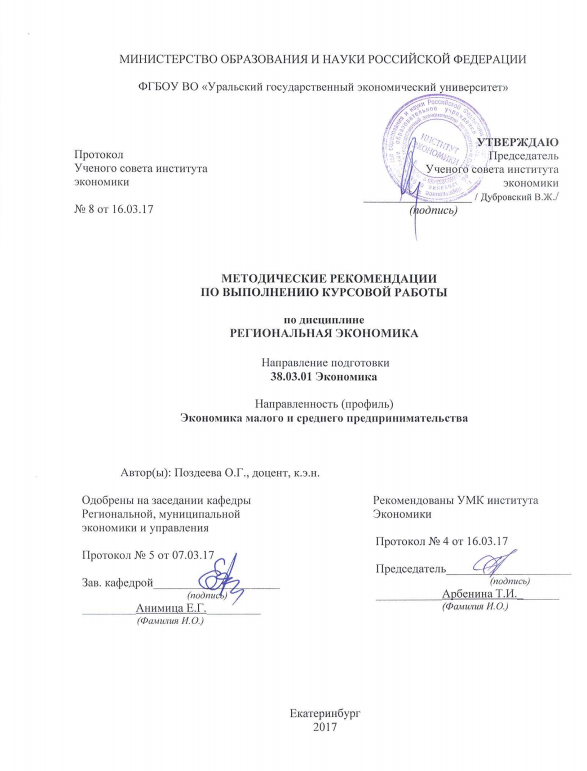 МИНИСТЕРСТВО ОБРАЗОВАНИЯ И НАУКИ РОССИЙСКОЙ ФЕДЕРАЦИИ
ФГБОУ ВО «Уральский государственный экономический университет»
УТВЕРЖДАЮ
Протокол
Ученого совета института
экономики
№ 8 от 16.03.17
Председатель
Ученого совета института
экономики
/ Дубровский В.Ж./
(подпись)
ИНСТИТУТ
ЭКОНОМИКИ
МЕТОДИЧЕСКИЕ РЕКОМЕНДАЦИИ
ПО ВЫПОЛНЕНИЮ КУРСОВОЙ РАБОТЫ
по дисциплине
РЕГИОНАЛЬНАЯ ЭКОНОМИКА
Направление подготовки
38.03.01 Экономика
Направленность (профиль)
Экономика малого и среднего предпринимательства
Автор(ы): Поздеева О.Г., доцент, к.э.н.
Одобрены на заседании кафедры
Региональной, муниципальной
экономики и управления
Протокол № 5 от 07.03.17
Зав. кафедрой
(подпись)
Анимица Е.Г.
(Фамилия И.О.)
Рекомендованы УМК института
Экономики
Протокол № 4 от 16.03.17
Председатель
(подпись)
Арбенина Т.И.
(Фамилия И.О.)
Екатеринбург
2017